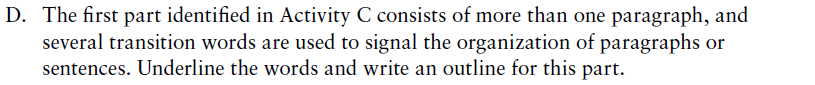 D. The first part identified in Activity C consists of more than one paragraph, and
several transition words are used to signal the organization of paragraphs or
sentences. Underline the words and write an outline for this part.